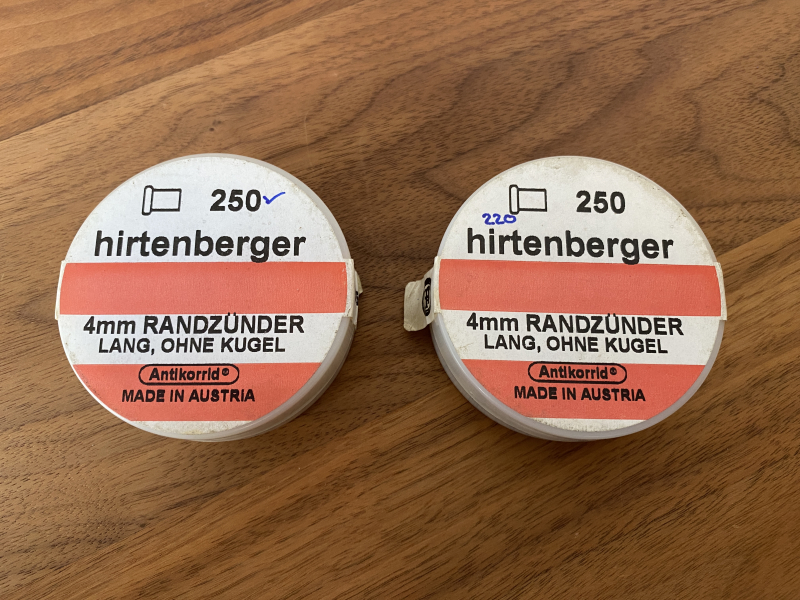 250✓
hirtenberger
4mm RANDZÜNDER
LANG, OHNE KUGEL
Antikorrid®
MADE IN AUSTRIA
250
220
hirtenberger
4mm RANDZÜNDER
LANG, OHNE KUGEL
Antikorrid®
MADE IN AUSTRIA